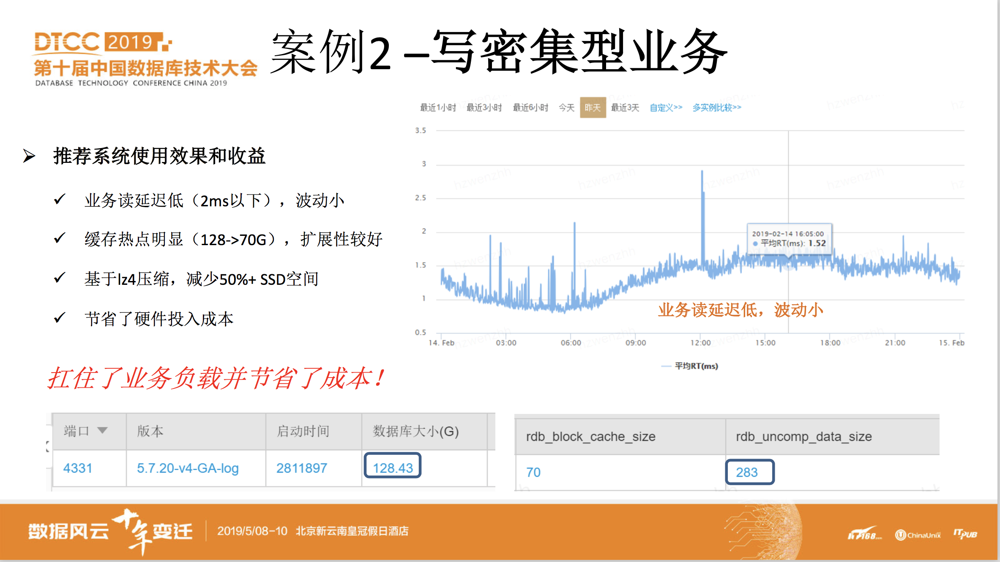 DTCC 2019
第十届中国数据库技术大会
DATABASE TECHNOLOGY CONFERENCE CHINA 2019
案例2 –写密集型业务
推荐系统使用效果和收益
业务读延迟低（2ms以下），波动小
缓存热点明显（128->70G），扩展性较好
基于lz4压缩，减少50%+ SSD空间
节省了硬件投入成本
扛住了业务负载并节省了成本！
最近1小时 最近3小时 最近6小时 今天 昨天 最近3天 自定义>> 多实例比较>>
3.5
3
2.5
2
1.5
1
0.5
2019-02-14 16:05:00
平均RT(ms): 1.52
业务读延迟低，波动小
14. Feb 03:00 06:00 09:00 12:00 15:00 18:00 21:00 15. Feb
平均RT(ms)
hzwenzhh
端口 版本 启动时间 数据库大小(G)
4331 5.7.20-v4-GA-log 2811897 128.43
rdb_block_cache_size rdb_uncomp_data_size
70 283
数据风云 十年变迁 2019/5/08-10 北京新云南皇冠假日酒店
IT168.com ChinaUnix ITPUB